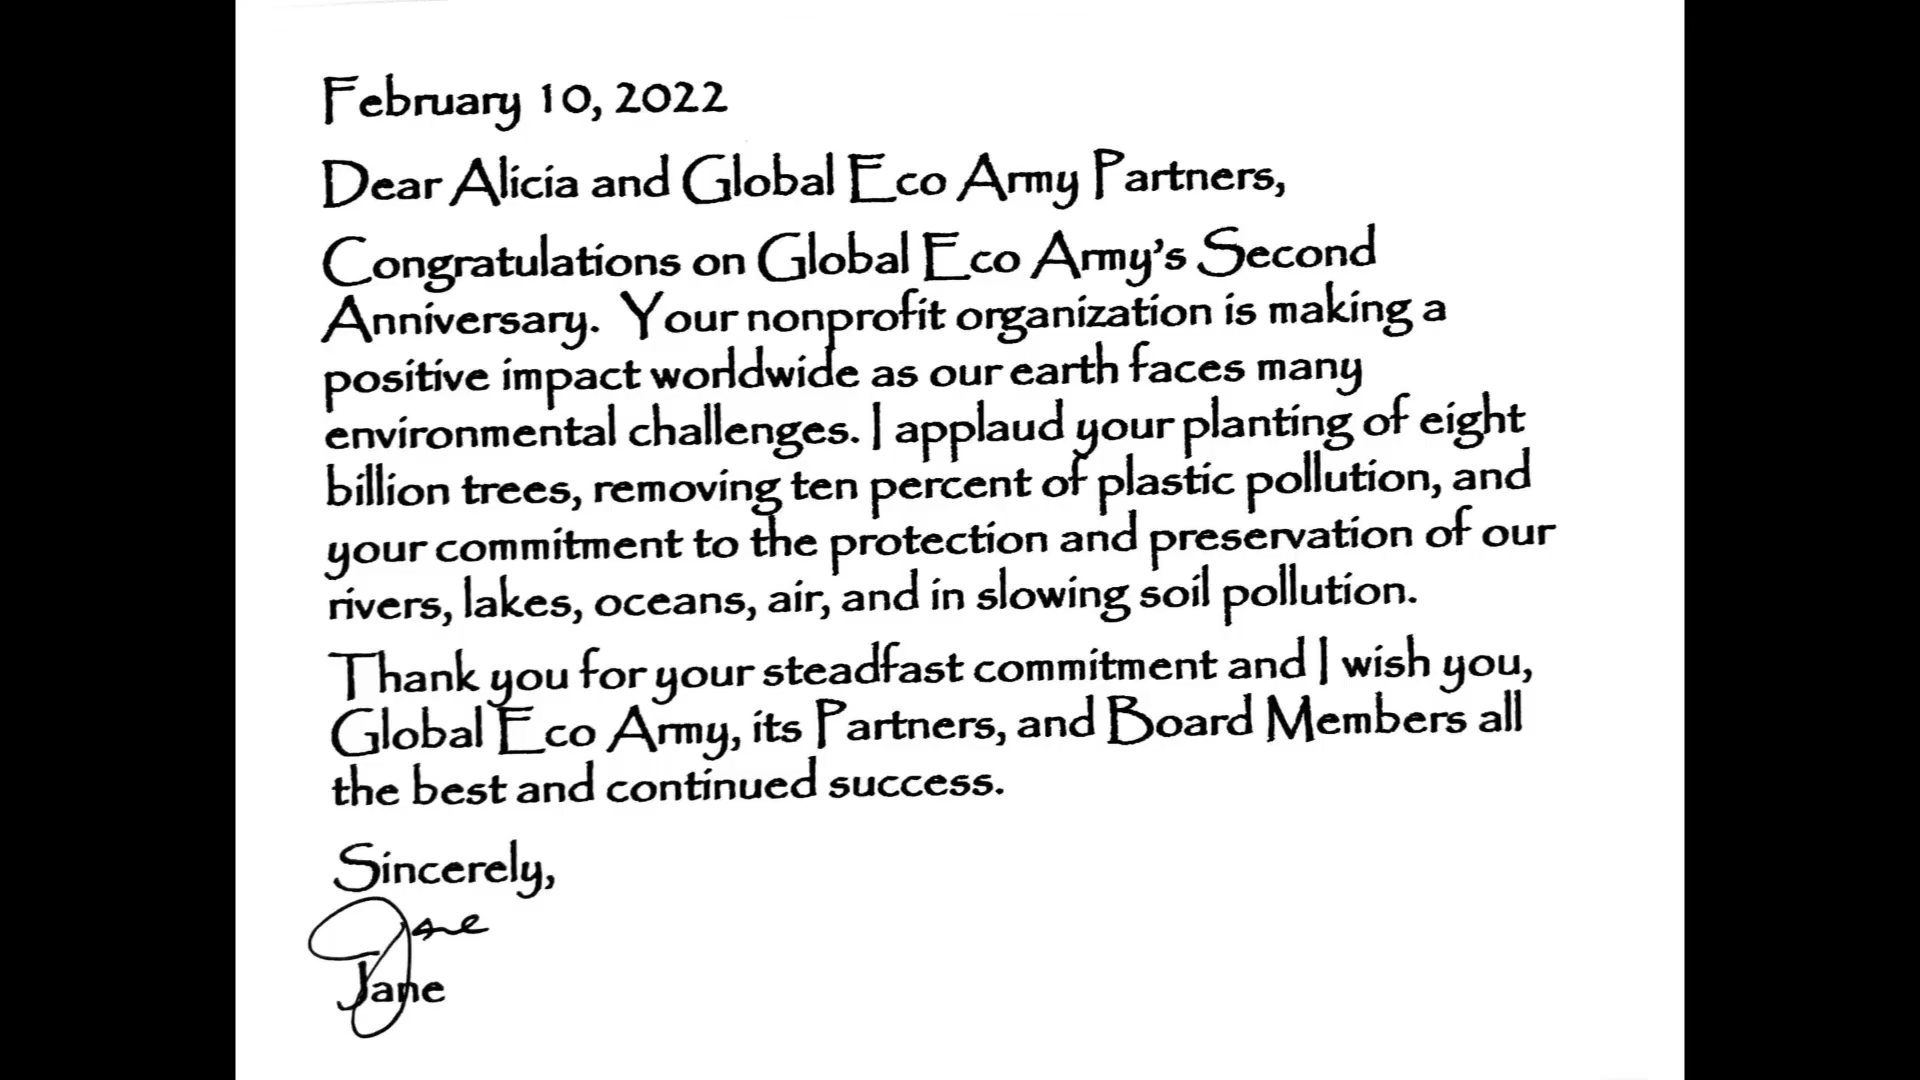 February 10, 2022
Dear Alicia and Global Eco Army Partners,
Congratulations on Global Eco Army's Second
Anniversary. Your nonprofit organization is making a
positive impact worldwide as our earth faces many
environmental challenges. I applaud your planting of eight
billion trees, removing ten percent of plastic pollution, and
your commitment to the protection and preservation of our
rivers, lakes, oceans, air, and in slowing soil pollution.
Thank you for your steadfast commitment and I wish you,
Global Eco Army, its Partners, and Board Members all
the best and continued success.
Sincerely,
Jane
Jane